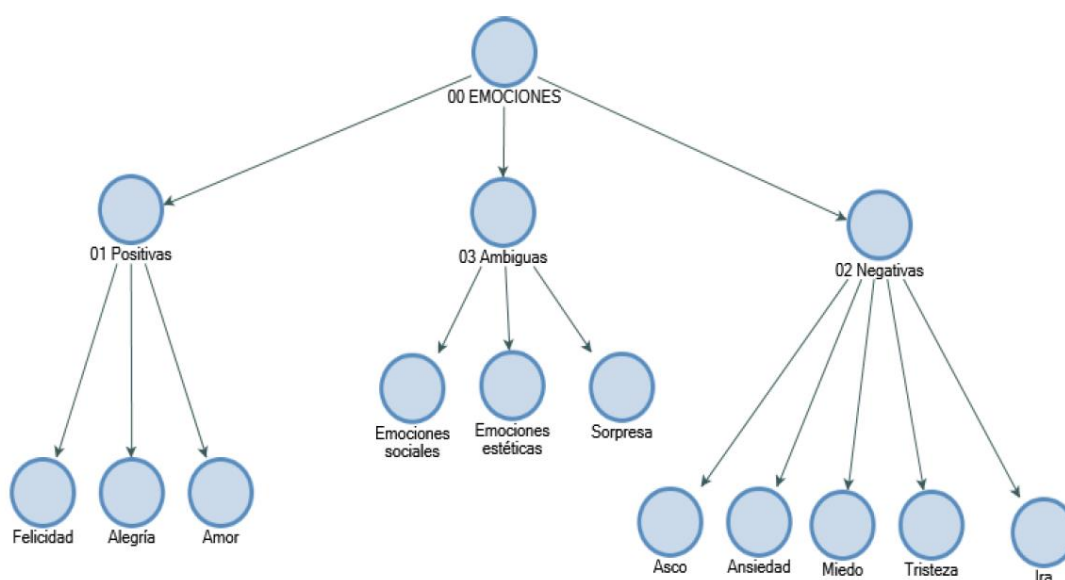 00 EMOCIONES
01 Positivas
03 Ambiguas
02 Negativas
Emociones
sociales
Emociones
estéticas
Sorpresa
Felicidad
Alegría
Amor
Asco
Ansiedad
Miedo
Tristeza
Ira